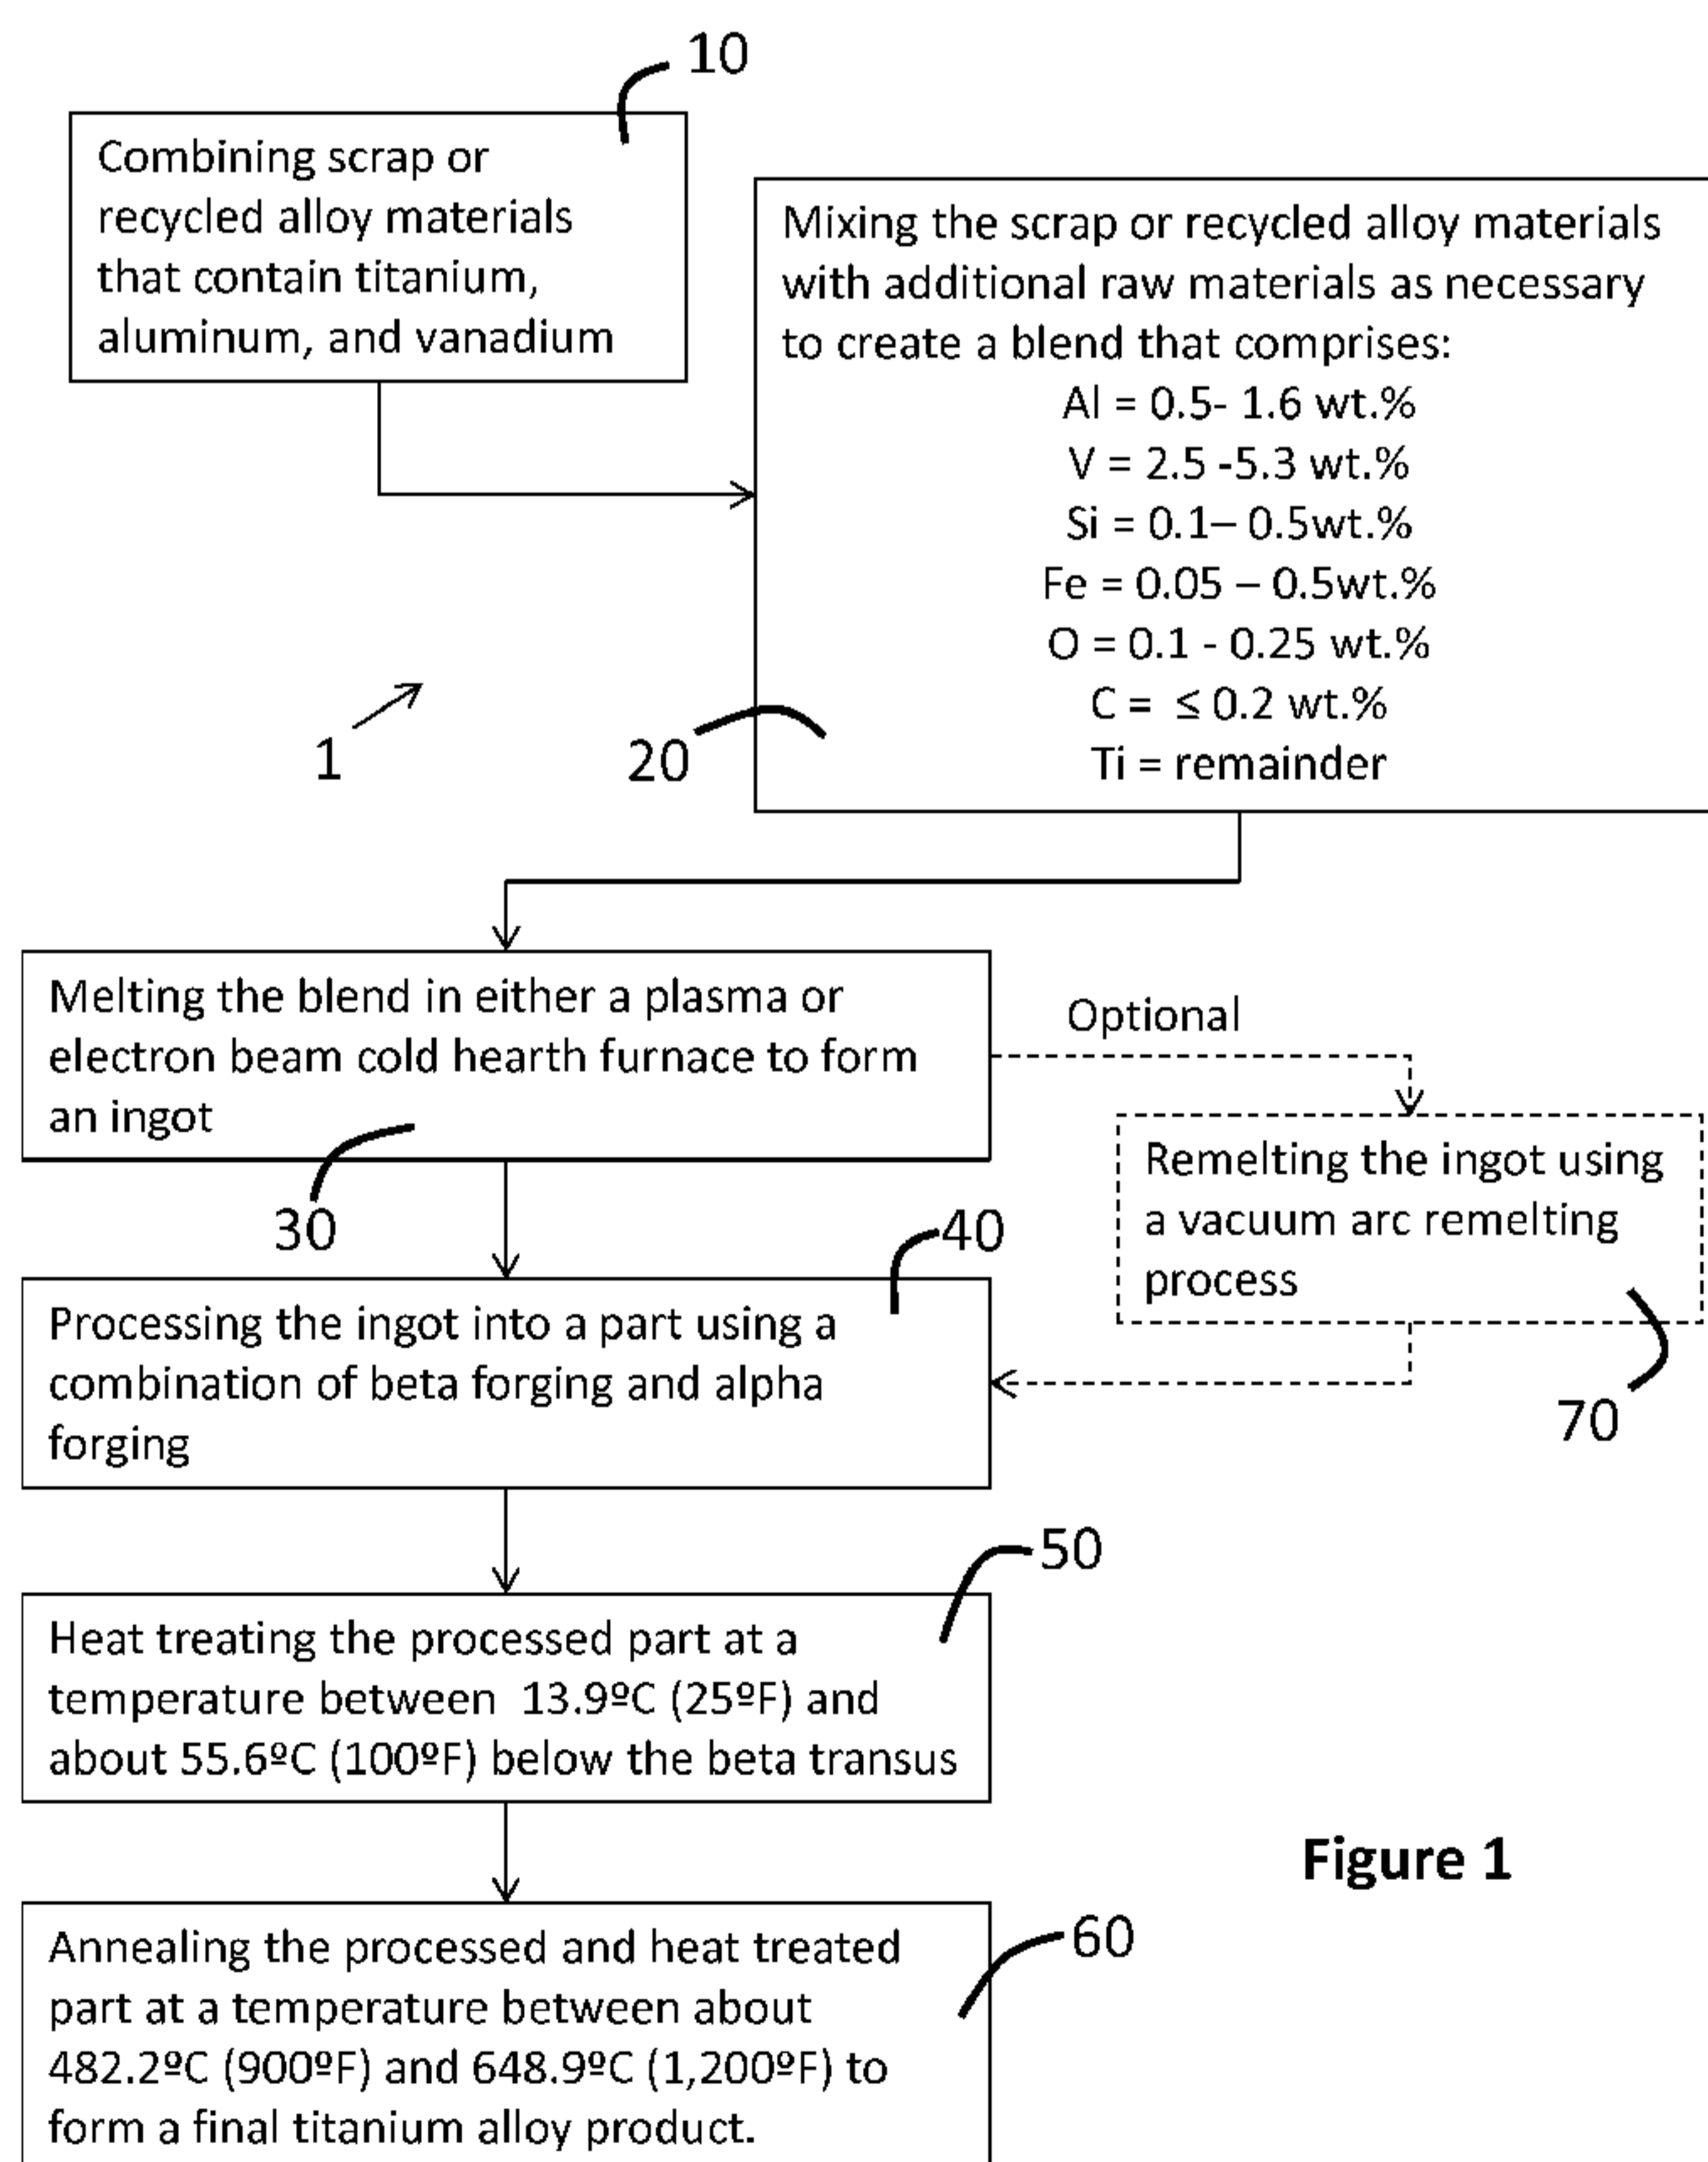 10
Combining scrap or
recycled alloy materials
that contain titanium,
aluminum, and vanadium
Mixing the scrap or recycled alloy materials
with additional raw materials as necessary
to create a blend that comprises:
Al = 0.5- 1.6 wt.%
V = 2.5 -5.3 wt.%
Si = 0.1– 0.5wt.%
Fe = 0.05 – 0.5wt.%
O = 0.1 - 0.25 wt.%
C = ≤ 0.2 wt.%
Ti = remainder
1
20
Melting the blend in either a plasma or
electron beam cold hearth furnace to form
an ingot
30
Optional
Remelting the ingot using
a vacuum arc remelting
process
70
40
Processing the ingot into a part using a
combination of beta forging and alpha
forging
50
Heat treating the processed part at a
temperature between 13.9ºC (25ºF) and
about 55.6ºC (100ºF) below the beta transus
Figure 1
60
Annealing the processed and heat treated
part at a temperature between about
482.2ºC (900ºF) and 648.9ºC (1,200ºF) to
form a final titanium alloy product.